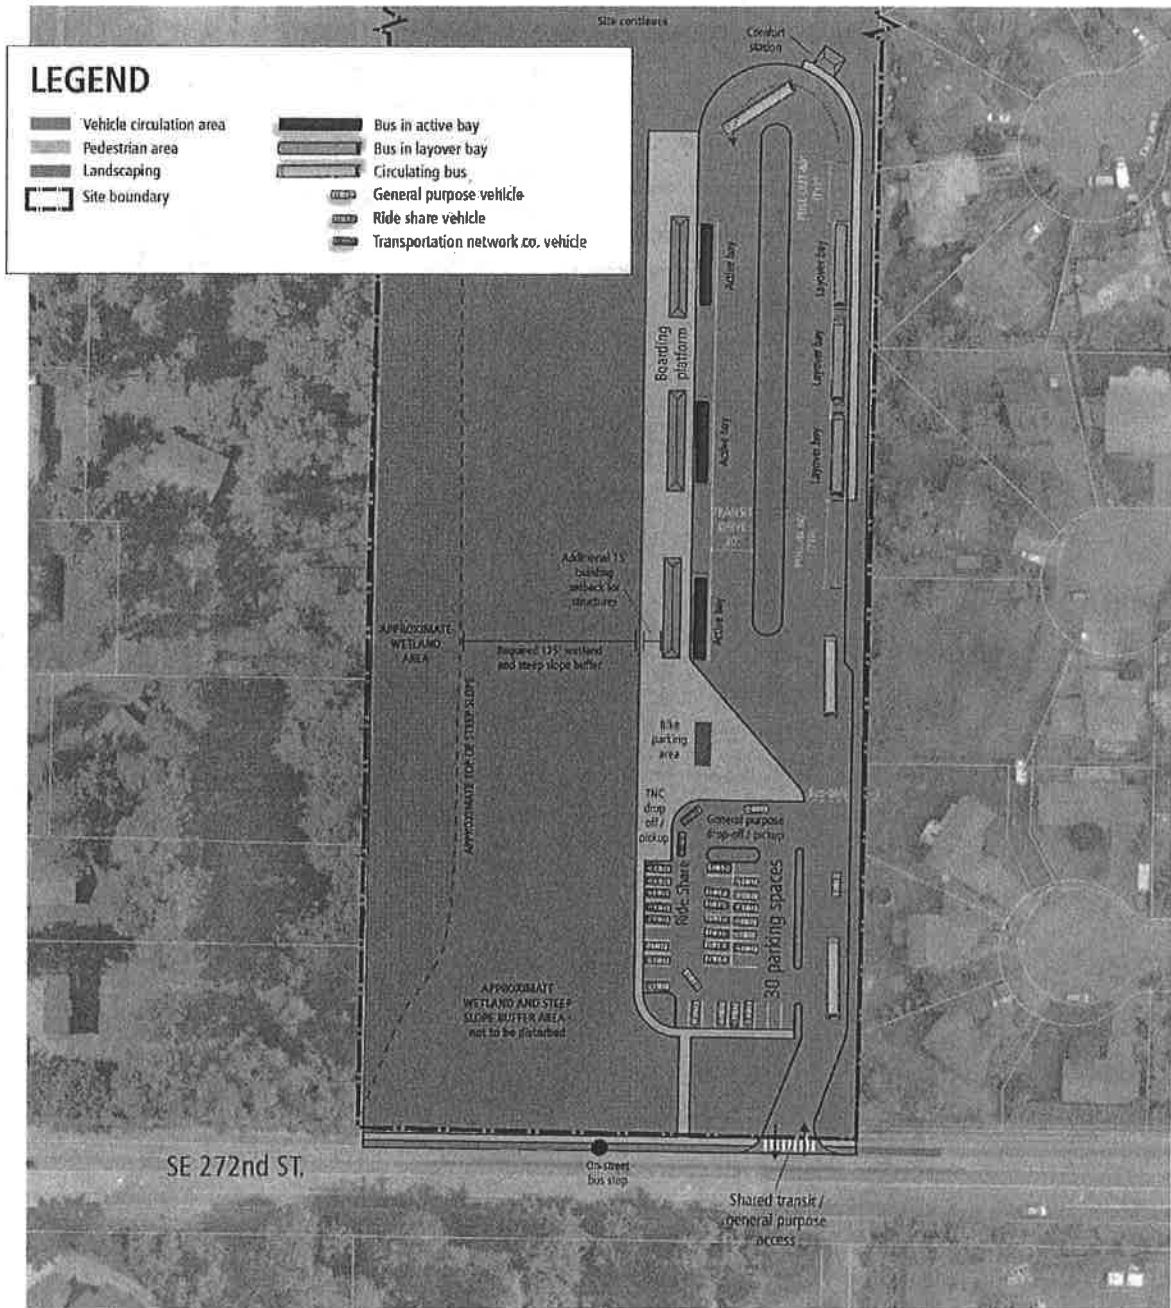 Site continues
Comfort
station
LEGEND
Vehicle circulation area
Pedestrian area
Landscaping
Site boundary
Bus in active bay
Bus in layover bay
Circulating bus
General purpose vehicle
Ride share vehicle
Transportation network co. vehicle
PULL-OUT 40'
Active bay
Layover bay
Boarding
platform
Layover bay
Active bay
Layover bay
TRANSIT
DRIVE
Additional 15'
building
setback for
structures
Active bay
APPROXIMATE
WETLAND
AREA
Required 125' wetland
and steep slope buffer
APPROXIMATE TOP OF STEEP SLOPE
Bike
parking
area
TNC
drop
off /
pickup
General purpose
drop-off / pickup
Ride Share
30 parking spaces
APPROXIMATE
WETLAND AND STEEP
SLOPE BUFFER AREA -
not to be disturbed
SE 272nd ST.
On-street
bus stop
Shared transit /
general purpose
access